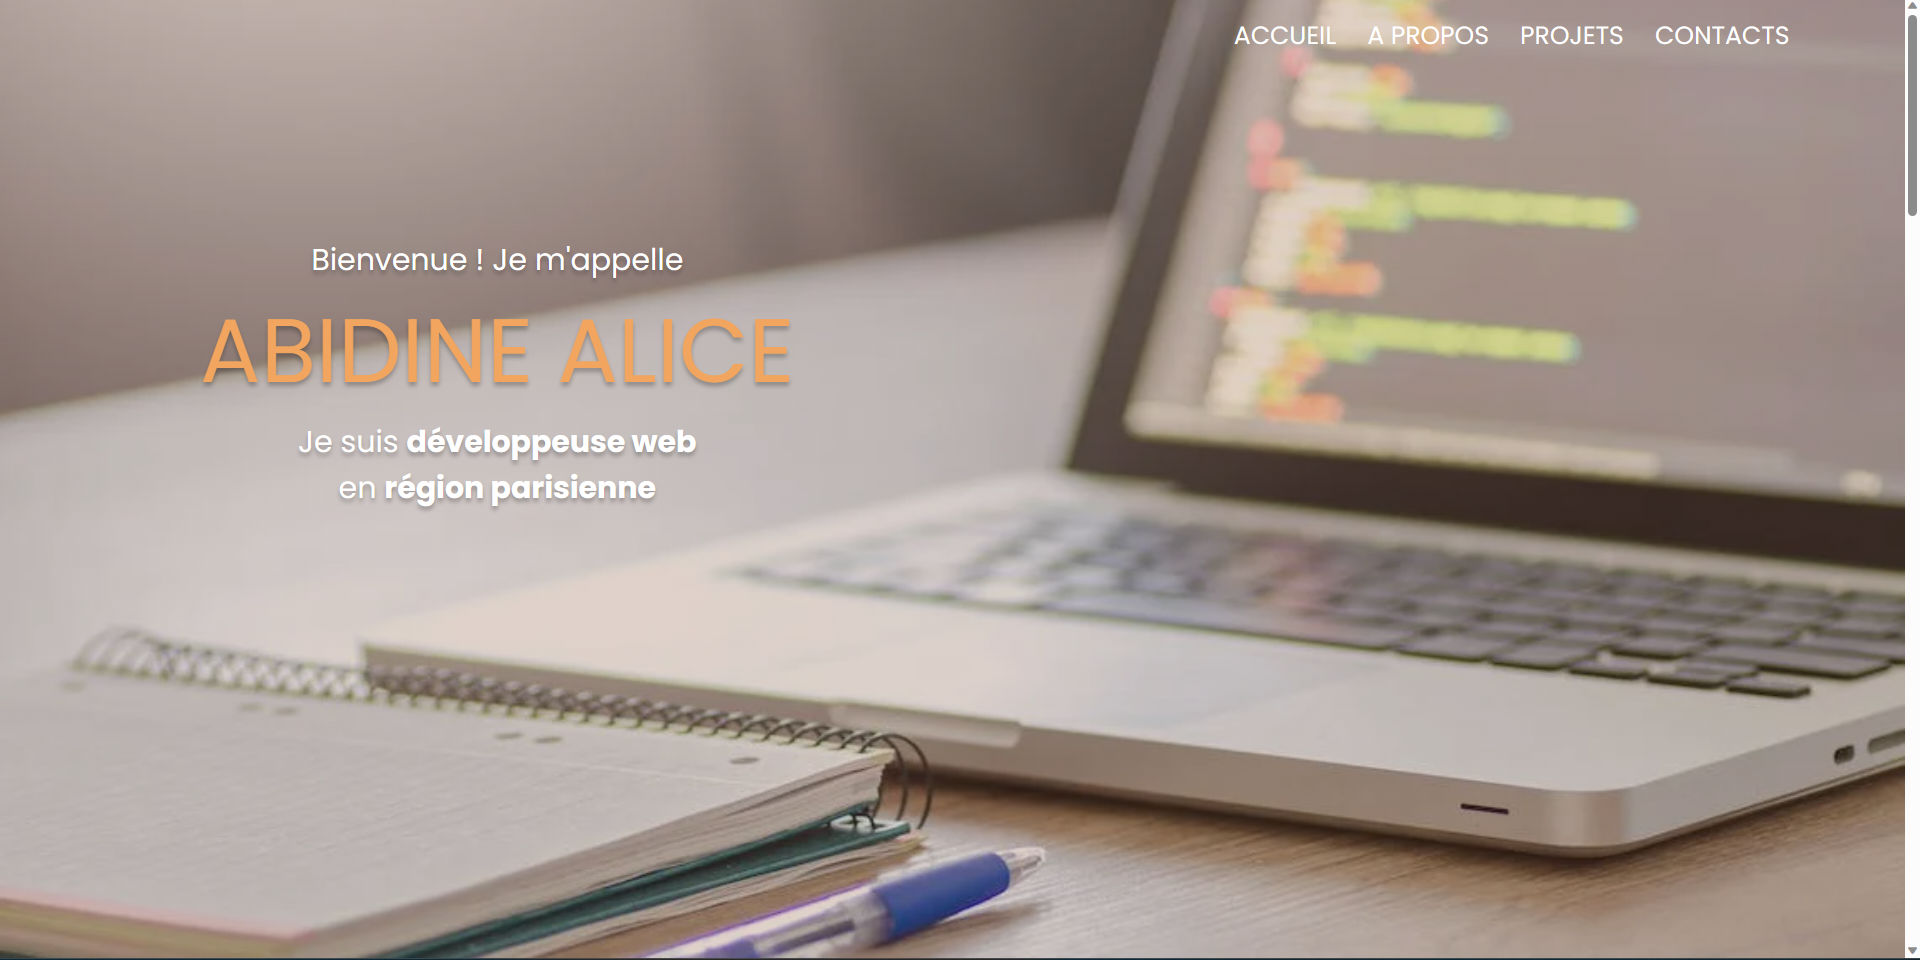 ACCUEIL A PROPOS PROJETS CONTACTS
Bienvenue ! Je m'appelle
ABIDINE ALICE
Je suis développeuse web
en région parisienne